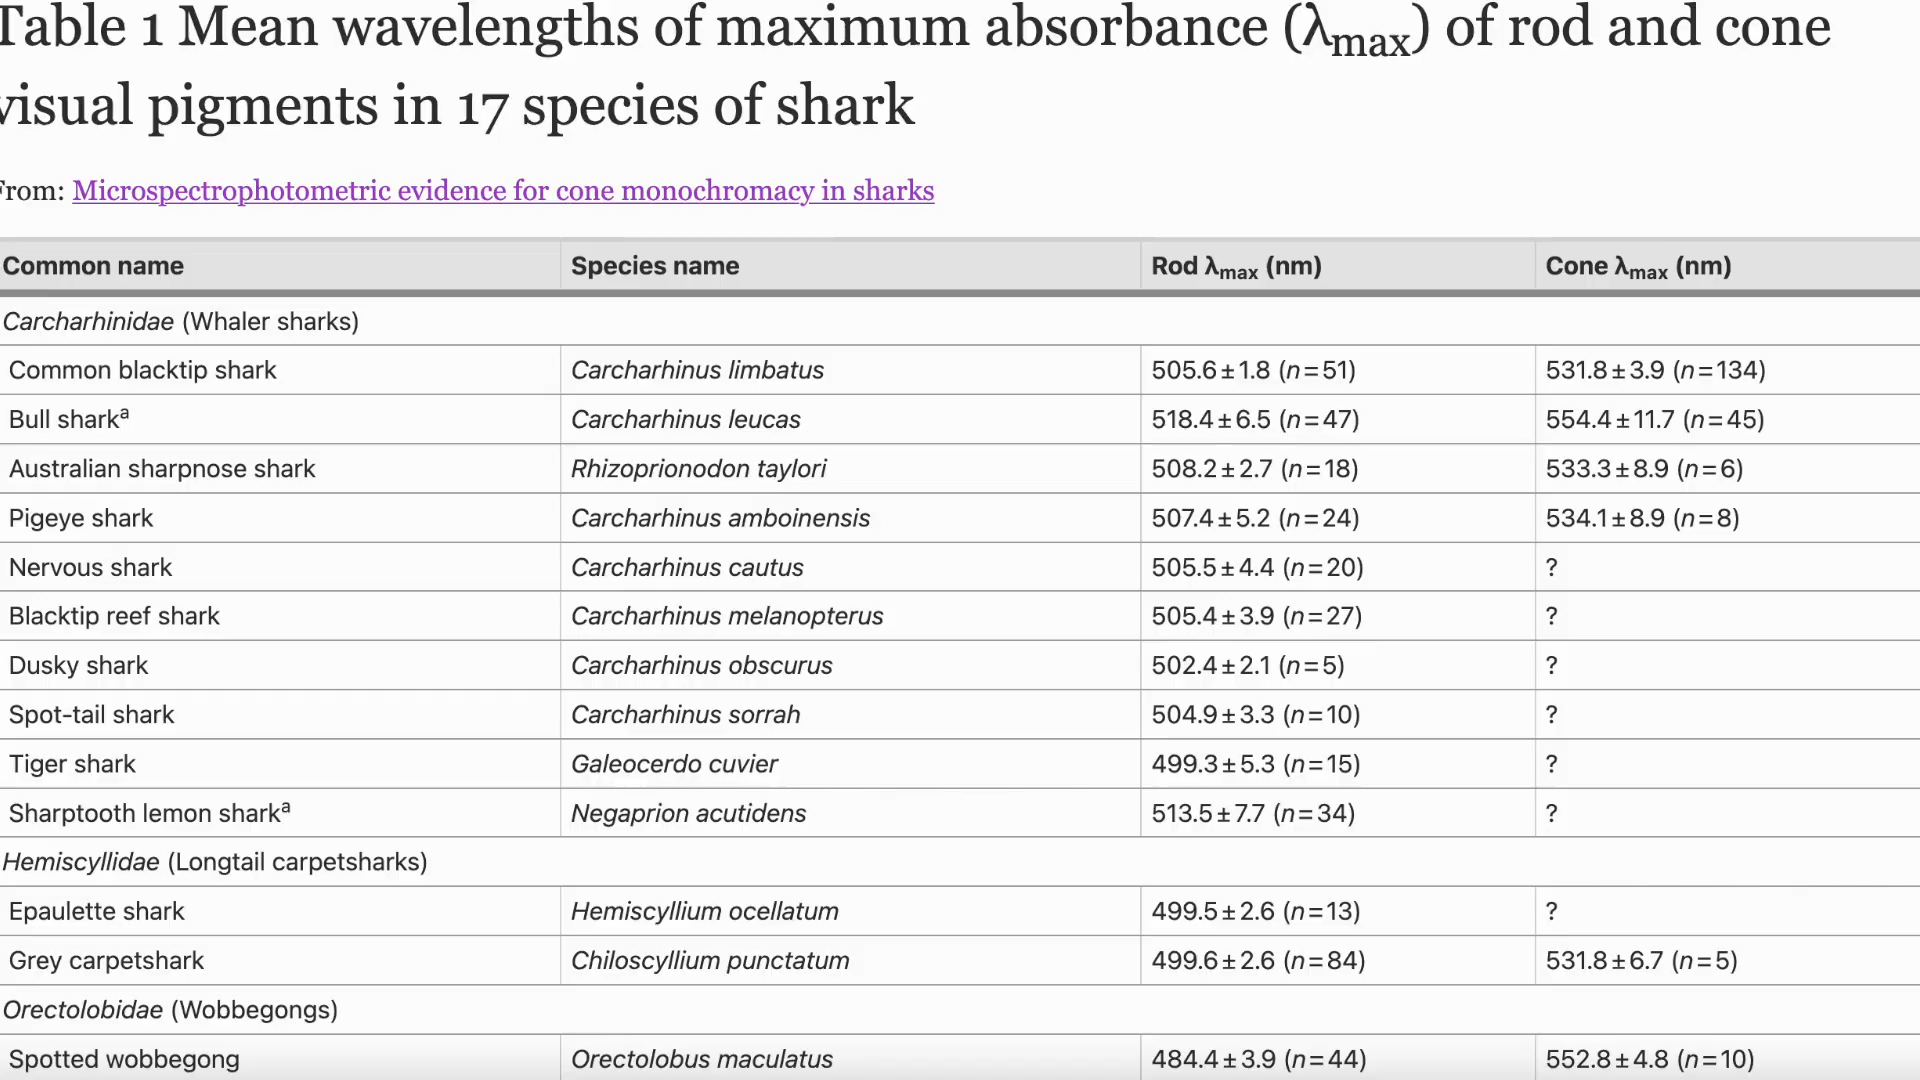 Table 1 Mean wavelengths of maximum absorbance (λmax) of rod and cone
visual pigments in 17 species of shark
From: Microspectrophotometric evidence for cone monochromacy in sharks
Common name Species name Rod λmax (nm) Cone λmax (nm)
Carcharhinidae (Whaler sharks)
Common blacktip shark Carcharhinus limbatus 505.6±1.8 (n=51) 531.8±3.9 (n=134)
Bull sharkª Carcharhinus leucas 518.4±6.5 (n=47) 554.4±11.7 (n=45)
Australian sharpnose shark Rhizoprionodon taylori 508.2±2.7 (n=18) 533.3±8.9 (n=6)
Pigeye shark Carcharhinus amboinensis 507.4±5.2 (n=24) 534.1±8.9 (n=8)
Nervous shark Carcharhinus cautus 505.5±4.4 (n=20) ?
Blacktip reef shark Carcharhinus melanopterus 505.4±3.9 (n=27) ?
Dusky shark Carcharhinus obscurus 502.4±2.1 (n=5) ?
Spot-tail shark Carcharhinus sorrah 504.9±3.3 (n=10) ?
Tiger shark Galeocerdo cuvier 499.3±5.3 (n=15) ?
Sharptooth lemon sharkª Negaprion acutidens 513.5±7.7 (n=34) ?
Hemiscyllidae (Longtail carpetsharks)
Epaulette shark Hemiscyllium ocellatum 499.5±2.6 (n=13) ?
Grey carpetshark Chiloscyllium punctatum 499.6±2.6 (n=84) 531.8±6.7 (n=5)
Orectolobidae (Wobbegongs)
Spotted wobbegong Orectolobus maculatus 484.4±3.9 (n=44) 552.8±4.8 (n=10)